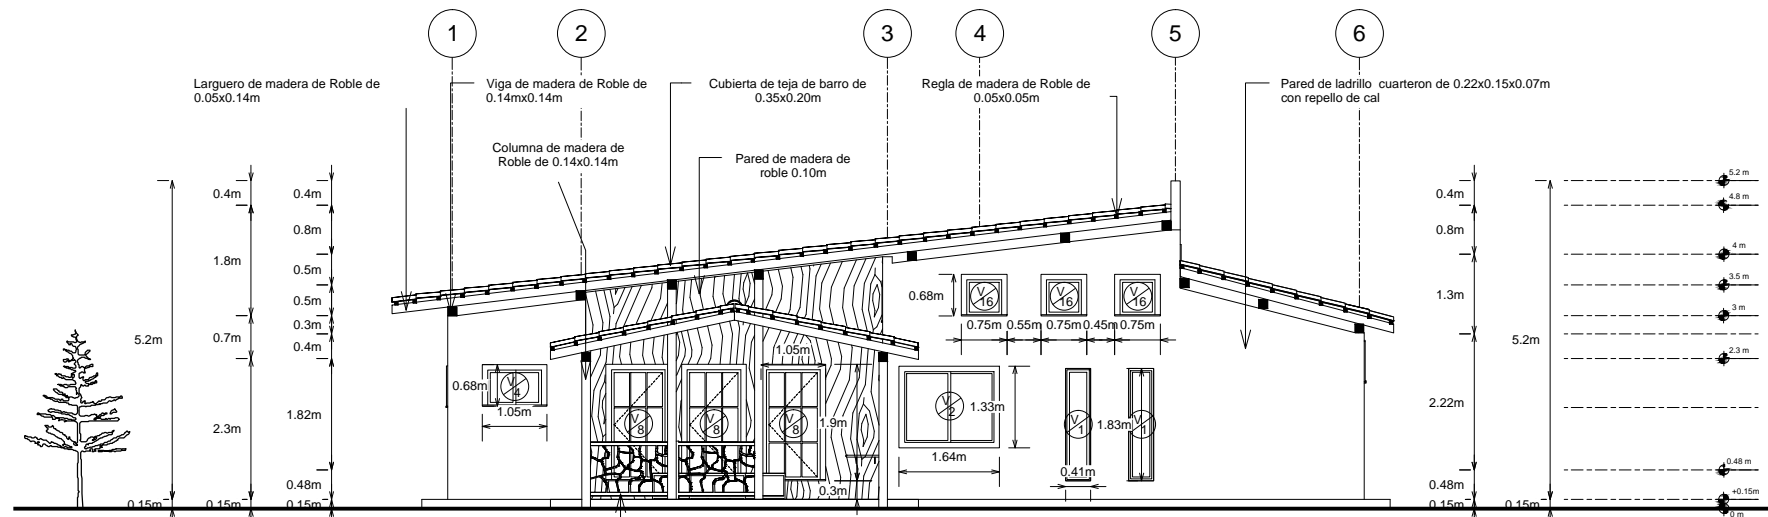 1
2
3
4
5
6
Larguero de madera de Roble de
0.05x0.14m
Viga de madera de Roble de
0.14mx0.14m
Cubierta de teja de barro de
0.35x0.20m
Regla de madera de Roble de
0.05x0.05m
Pared de ladrillo cuarteron de 0.22x0.15x0.07m
con repello de cal
Columna de madera de
Roble de 0.14x0.14m
Pared de madera de
roble 0.10m
5.2m
0.15m
0.4m
1.8m
0.7m
2.3m
0.15m
0.4m
0.8m
0.5m
0.5m
0.3m
0.4m
1.82m
0.48m
0.15m
0.68m
V
4
1.05m
V
8
V
8
V
8
1.05m
1.9m
0.3m
0.68m
V
16
V
16
V
16
0.75m
0.55m
0.75m
0.45m
0.75m
V
2
1.33m
1.64m
V
1
0.41m
1.83m
V
1
0.4m
0.8m
1.3m
2.22m
0.48m
0.15m
5.2m
0.15m
5.2 m
4.8 m
4 m
3.5 m
3 m
2.3 m
0.48 m
+0.15m
0 m